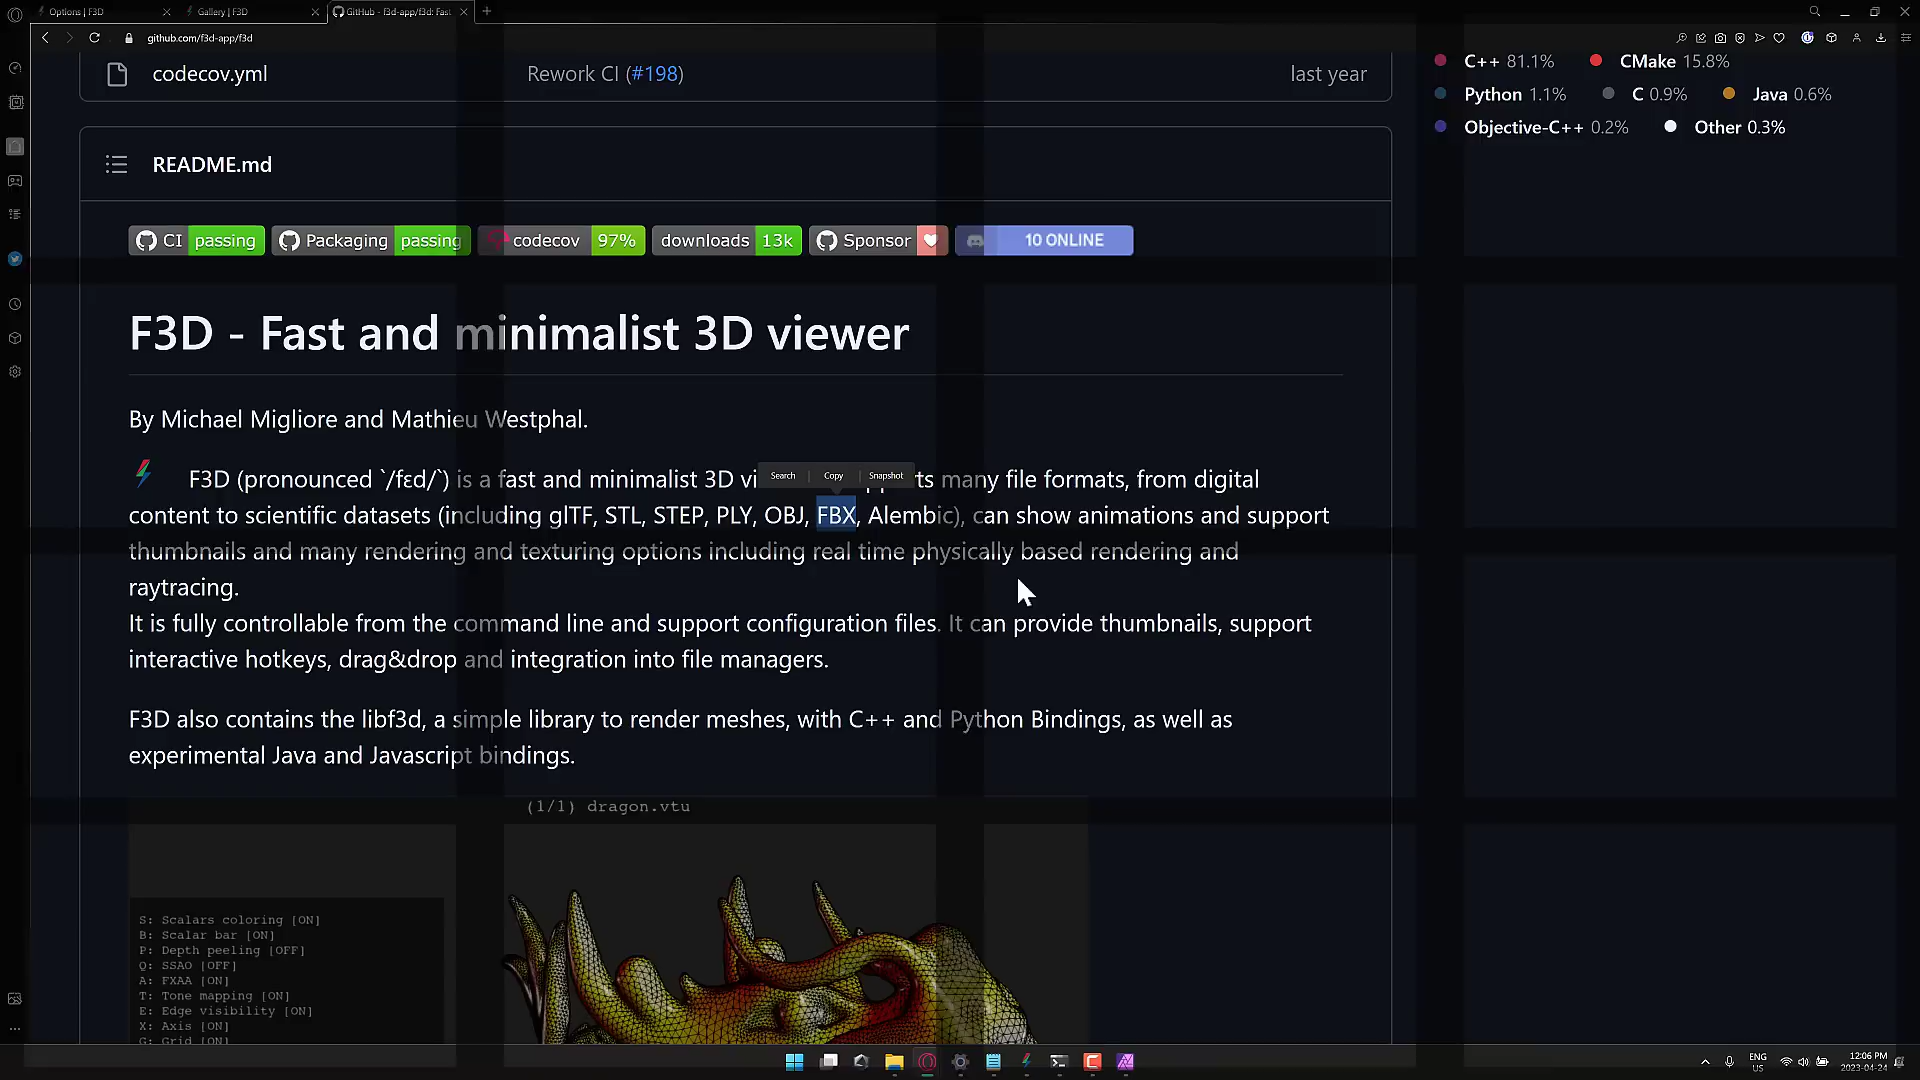 Options | F3D
Gallery | F3D
GitHub - f3d-app/f3d: Fast
github.com/f3d-app/f3d
codecov.yml
Rework CI (#198)
last year
C++ 81.1%
CMake 15.8%
Python 1.1%
C 0.9%
Java 0.6%
Objective-C++ 0.2%
Other 0.3%
README.md
CI passing
Packaging passing
codecov 97%
downloads 13k
Sponsor
10 ONLINE
F3D - Fast and minimalist 3D viewer
By Michael Migliore and Mathieu Westphal.
Search
Copy
Snapshot
F3D (pronounced `/fɛd/`) is a fast and minimalist 3D vi ts many file formats, from digital
content to scientific datasets (including glTF, STL, STEP, PLY, OBJ, FBX, Alembic), can show animations and support
thumbnails and many rendering and texturing options including real time physically based rendering and
raytracing.
It is fully controllable from the command line and support configuration files. It can provide thumbnails, support
interactive hotkeys, drag&drop and integration into file managers.
F3D also contains the libf3d, a simple library to render meshes, with C++ and Python Bindings, as well as
experimental Java and Javascript bindings.
(1/1) dragon.vtu
S: Scalars coloring [ON]
B: Scalar bar [ON]
P: Depth peeling [OFF]
Q: SSAO [OFF]
A: FXAA [ON]
T: Tone mapping [ON]
E: Edge visibility [ON]
X: Axis [ON]
G: Grid [ON]
ENG
US
12:06 PM
2023-04-24